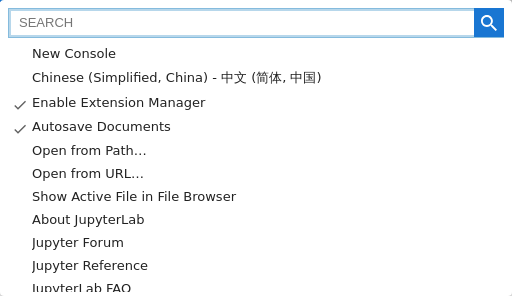 SEARCH
New Console
Chinese (Simplified, China) - 中文 (简体, 中国)
Enable Extension Manager
Autosave Documents
Open from Path…
Open from URL…
Show Active File in File Browser
About JupyterLab
Jupyter Forum
Jupyter Reference
JupyterLab FAQ